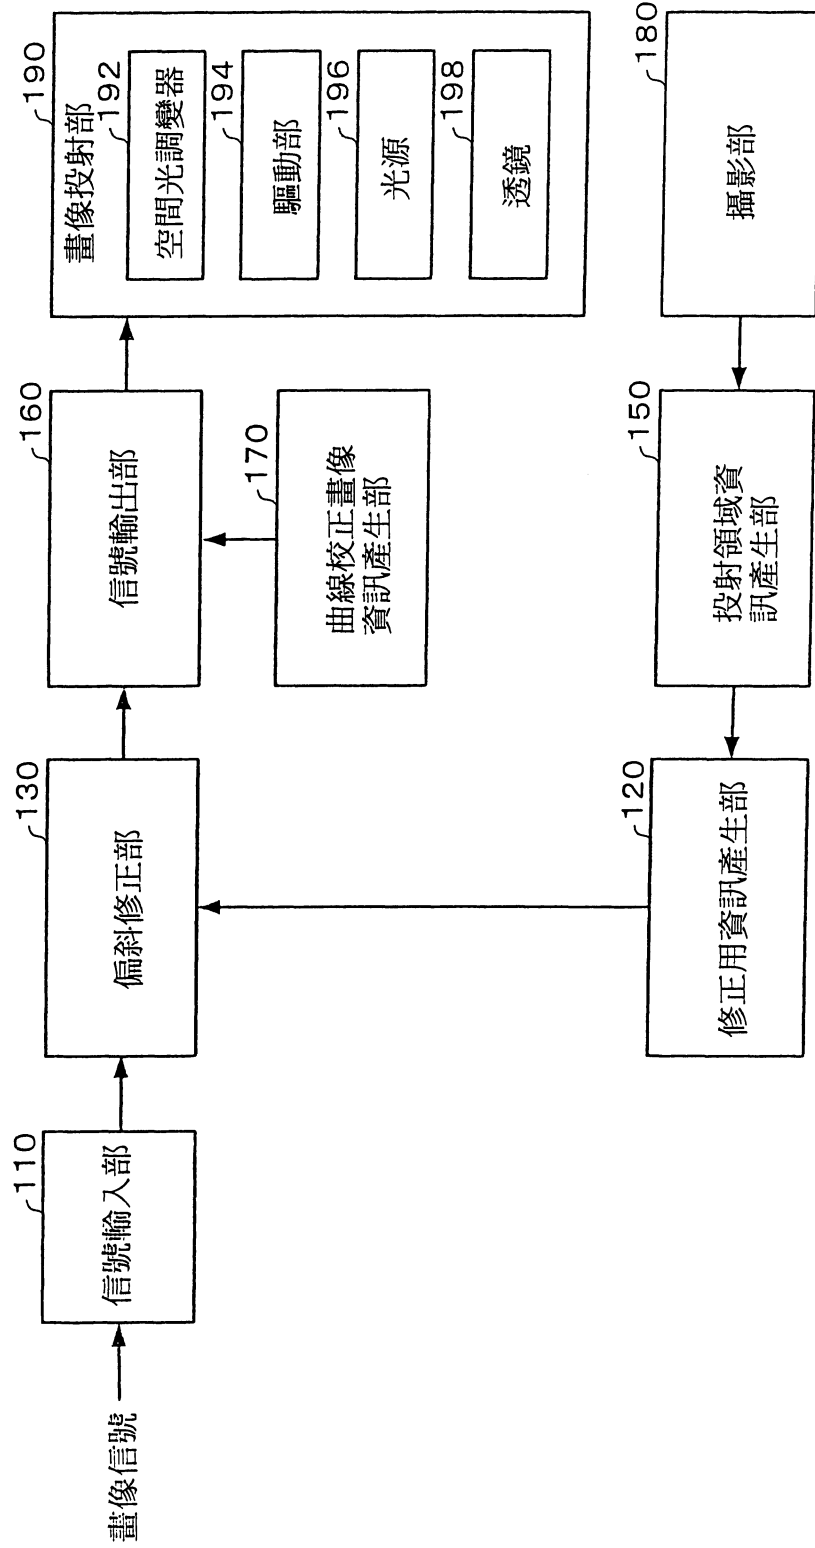 畫像信號
110
信號輸入部
130
偏斜修正部
160
信號輸出部
170
曲線校正畫像
資訊產生部
190
畫像投射部
192
空間光調變器
194
驅動部
196
光源
198
透鏡
120
修正用資訊產生部
150
投射領域資
訊產生部
180
攝影部